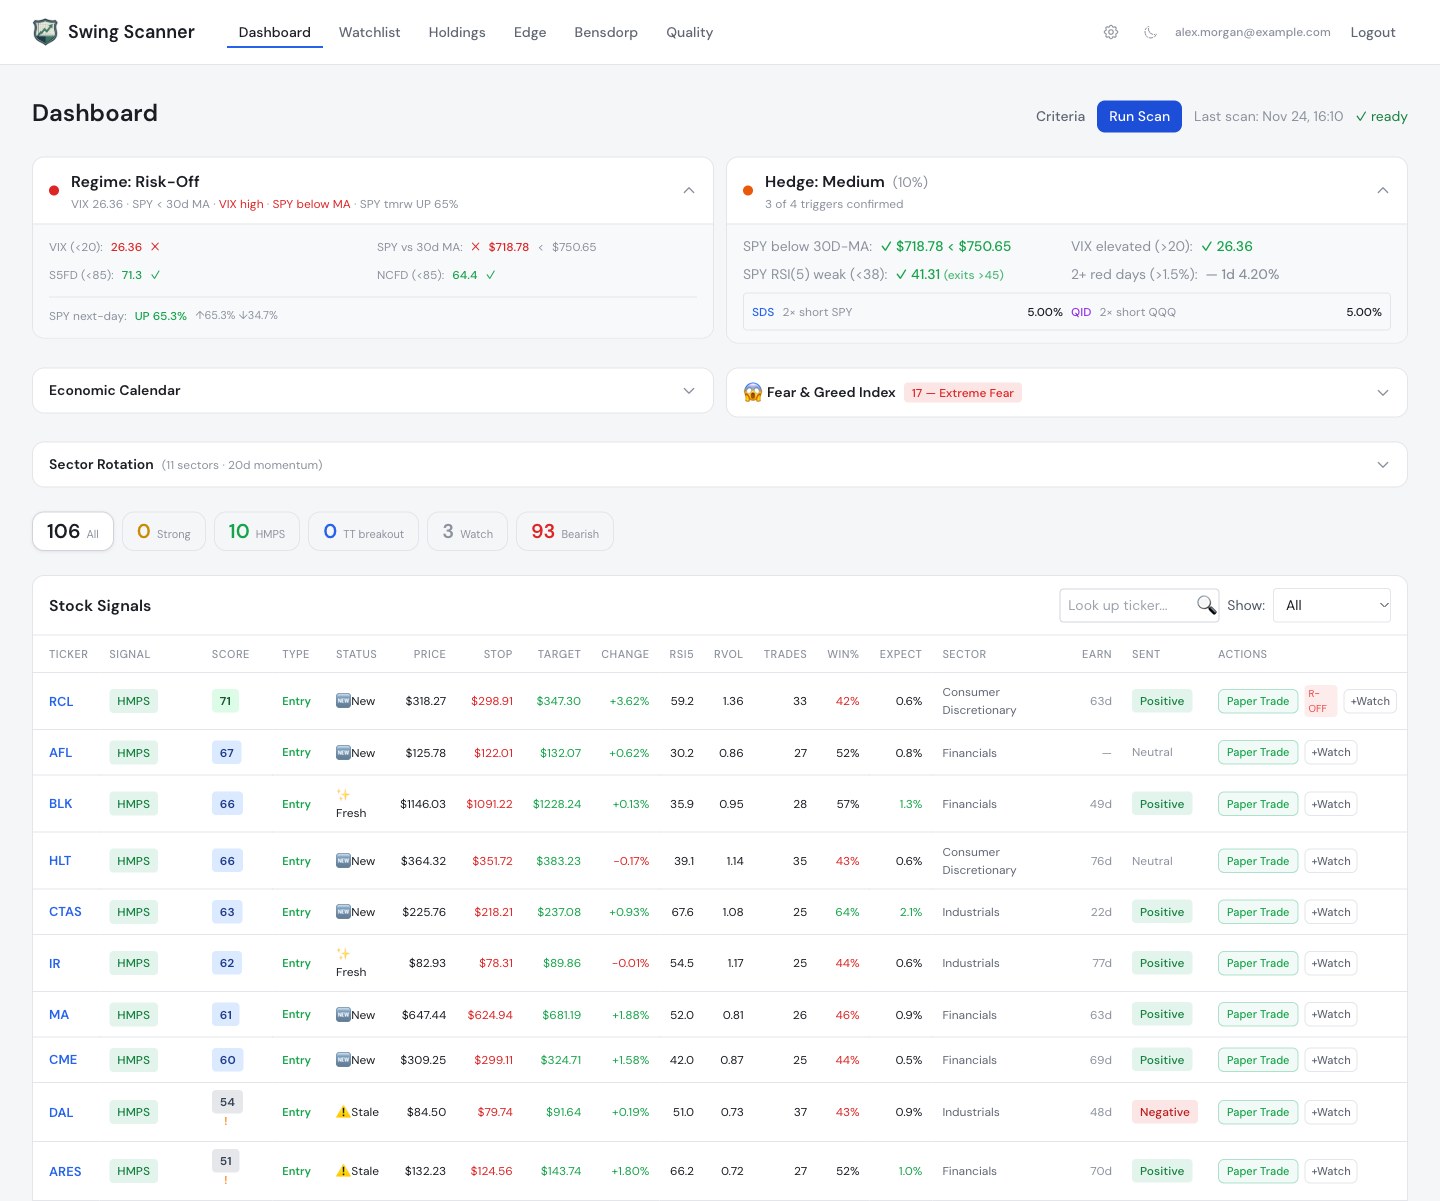 Swing Scanner Dashboard Watchlist Holdings Edge Bensdorp Quality alex.morgan@example.com Logout
Dashboard
Criteria Run Scan Last scan: Nov 24, 16:10 ✓ ready
Regime: Risk-Off
VIX 26.36 · SPY < 30d MA · VIX high · SPY below MA · SPY tmrw UP 65%
VIX (<20): 26.36 ✕ SPY vs 30d MA: ✕ $718.78 < $750.65
S5FD (<85): 71.3 ✓ NCFD (<85): 64.4 ✓
SPY next-day: UP 65.3% ↑65.3% ↓34.7%
Hedge: Medium (10%)
3 of 4 triggers confirmed
SPY below 30D-MA: ✓ $718.78 < $750.65 VIX elevated (>20): ✓ 26.36
SPY RSI(5) weak (<38): ✓ 41.31 (exits >45) 2+ red days (>1.5%): — 1d 4.20%
SDS 2× short SPY 5.00% QID 2× short QQQ 5.00%
Economic Calendar
😱 Fear & Greed Index 17 — Extreme Fear
Sector Rotation (11 sectors · 20d momentum)
106 All 0 Strong 10 HMPS 0 TT breakout 3 Watch 93 Bearish
Stock Signals Look up ticker... Show: All
TICKER SIGNAL SCORE TYPE STATUS PRICE STOP TARGET CHANGE RSI5 RVOL TRADES WIN% EXPECT SECTOR EARN SENT ACTIONS
RCL HMPS 71 Entry 🆕New $318.27 $298.91 $347.30 +3.62% 59.2 1.36 33 42% 0.6% Consumer Discretionary 63d Positive Paper Trade R-OFF +Watch
AFL HMPS 67 Entry 🆕New $125.78 $122.01 $132.07 +0.62% 30.2 0.86 27 52% 0.8% Financials — Neutral Paper Trade +Watch
BLK HMPS 66 Entry ✨ Fresh $1146.03 $1091.22 $1228.24 +0.13% 35.9 0.95 28 57% 1.3% Financials 49d Positive Paper Trade +Watch
HLT HMPS 66 Entry 🆕New $364.32 $351.72 $383.23 -0.17% 39.1 1.14 35 43% 0.6% Consumer Discretionary 76d Neutral Paper Trade +Watch
CTAS HMPS 63 Entry 🆕New $225.76 $218.21 $237.08 +0.93% 67.6 1.08 25 64% 2.1% Industrials 22d Positive Paper Trade +Watch
IR HMPS 62 Entry ✨ Fresh $82.93 $78.31 $89.86 -0.01% 54.5 1.17 25 44% 0.6% Industrials 77d Positive Paper Trade +Watch
MA HMPS 61 Entry 🆕New $647.44 $624.94 $681.19 +1.88% 52.0 0.81 26 46% 0.9% Financials 63d Positive Paper Trade +Watch
CME HMPS 60 Entry 🆕New $309.25 $299.11 $324.71 +1.58% 42.0 0.87 25 44% 0.5% Financials 69d Positive Paper Trade +Watch
DAL HMPS 54 ! Entry ⚠️Stale $84.50 $79.74 $91.64 +0.19% 51.0 0.73 37 43% 0.9% Industrials 48d Negative Paper Trade +Watch
ARES HMPS 51 ! Entry ⚠️Stale $132.23 $124.56 $143.74 +1.80% 66.2 0.72 27 52% 1.0% Financials 70d Positive Paper Trade +Watch